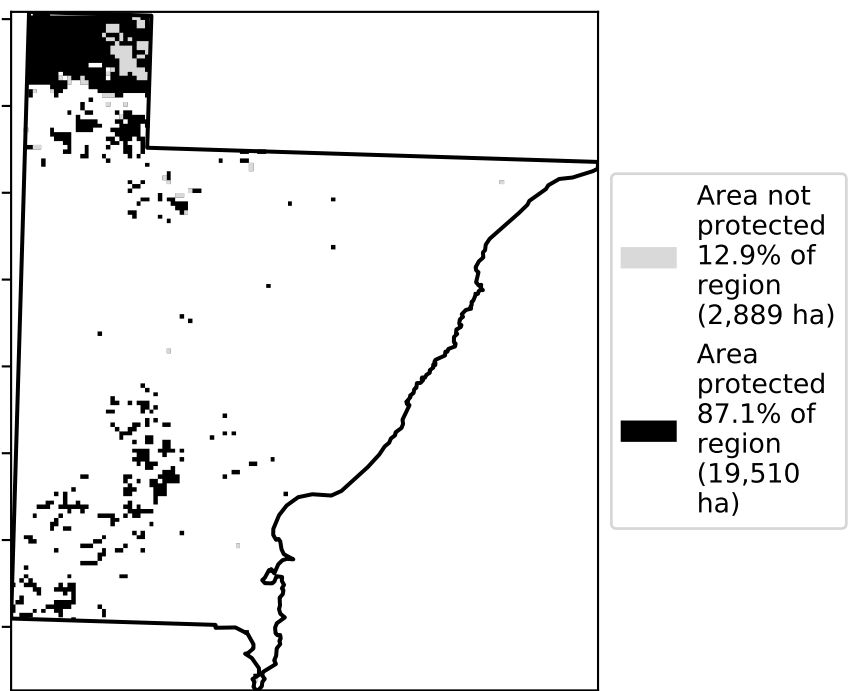 Area not
protected
12.9% of
region
(2,889 ha)
Area
protected
87.1% of
region
(19,510
ha)